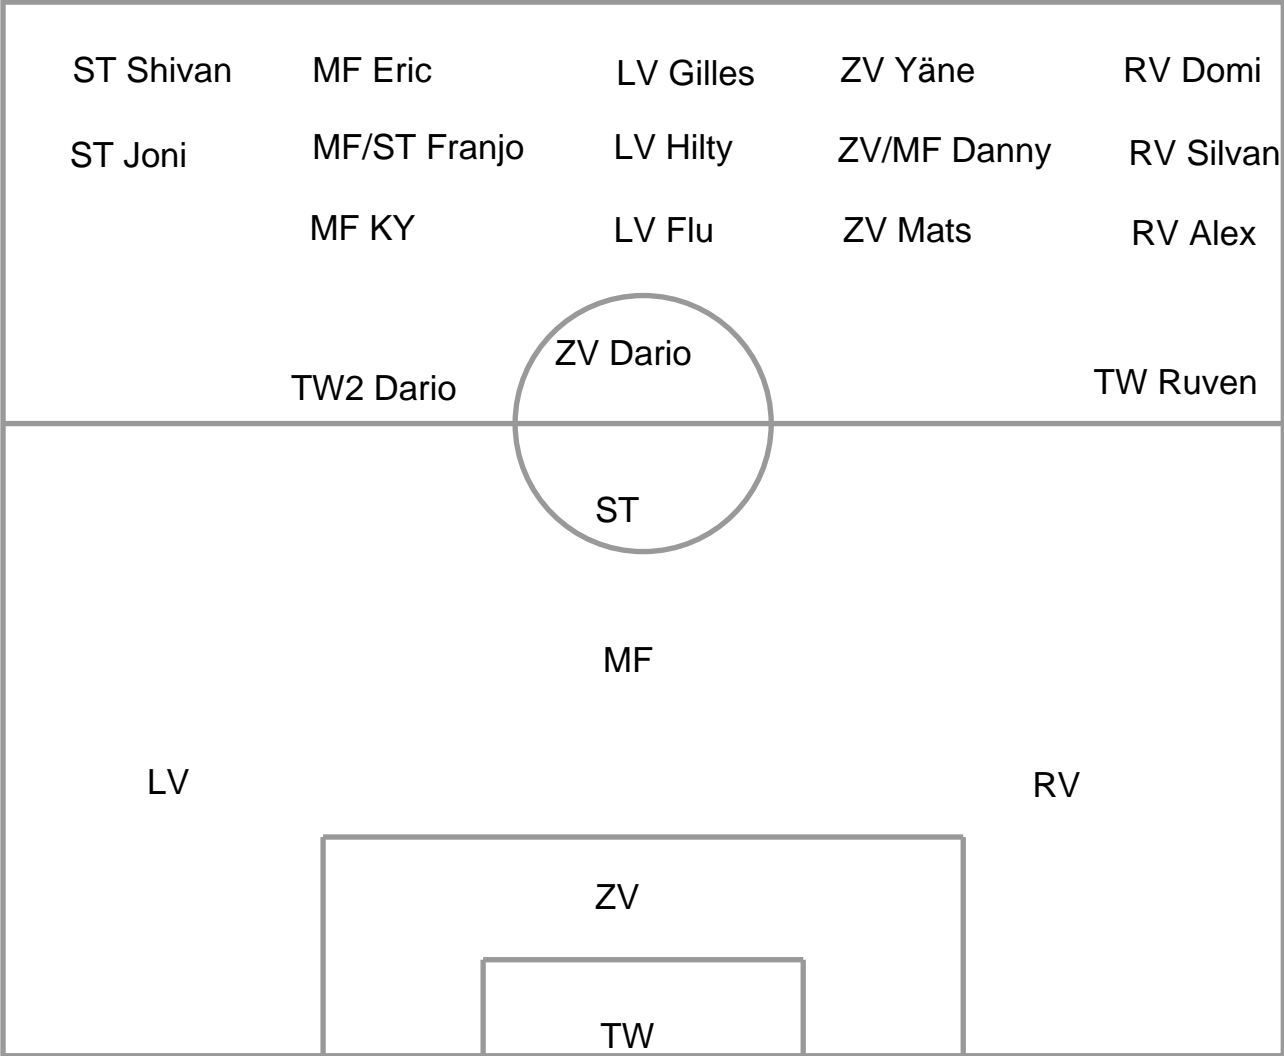 ST Shivan
MF Eric
LV Gilles
ZV Yäne
RV Domi
ST Joni
MF/ST Franjo
LV Hilty
ZV/MF Danny
RV Silvan
MF KY
LV Flu
ZV Mats
RV Alex
ZV Dario
TW2 Dario
TW Ruven
ST
MF
LV
RV
ZV
TW